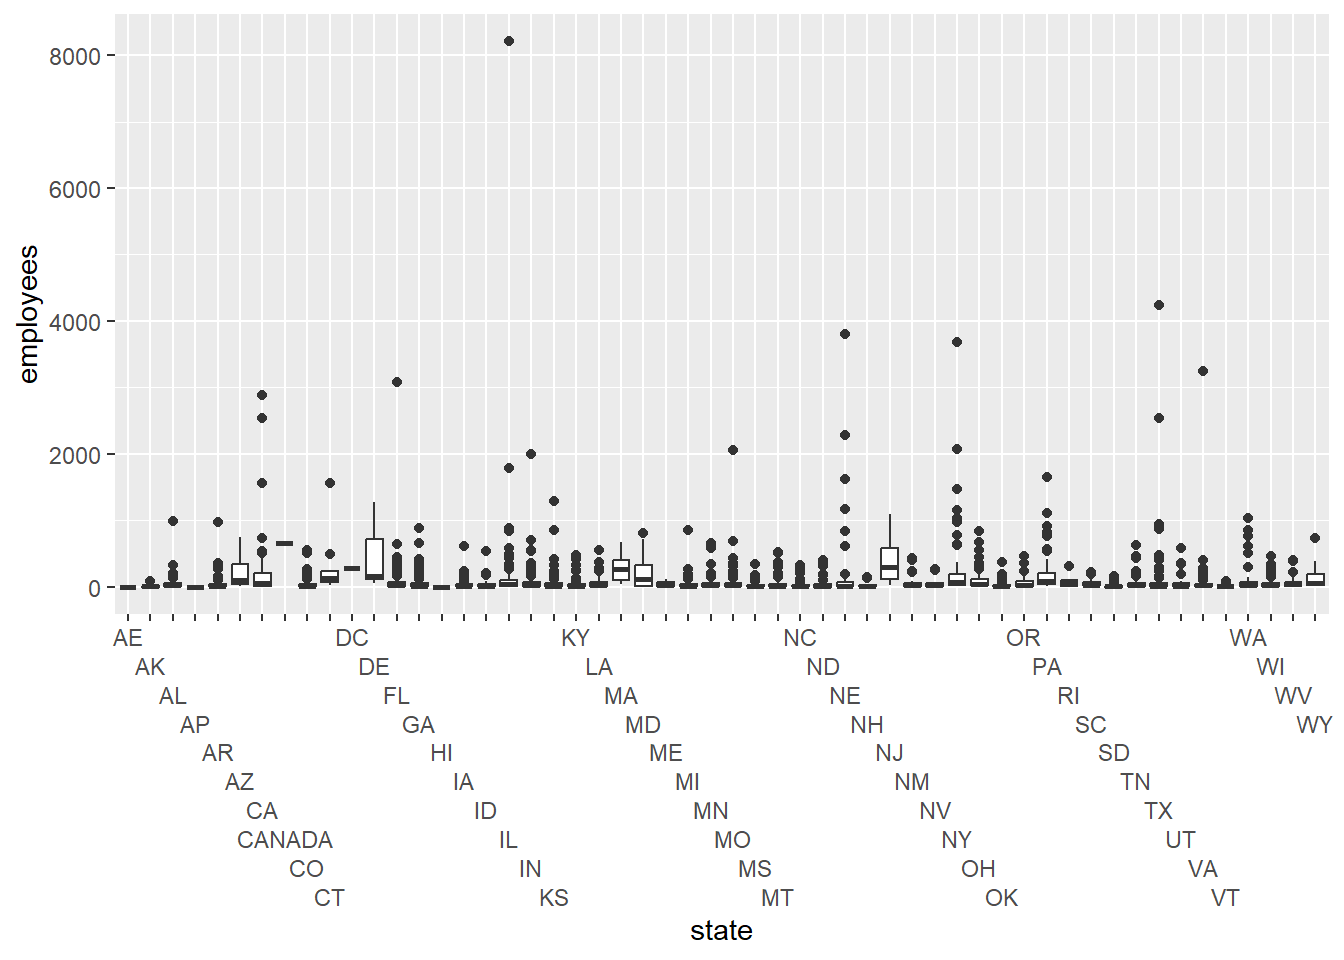 8000
6000
4000
2000
0
employees
AE DC KY NC OR WA
AK DE LA ND PA WI
AL FL MA NE RI WV
AP GA MD NH SC WY
AR HI ME NJ SD
AZ IA MI NM TN
CA ID MN NV TX
CANADA IL MO NY UT
CO IN MS OH VA
CT KS MT OK VT
state